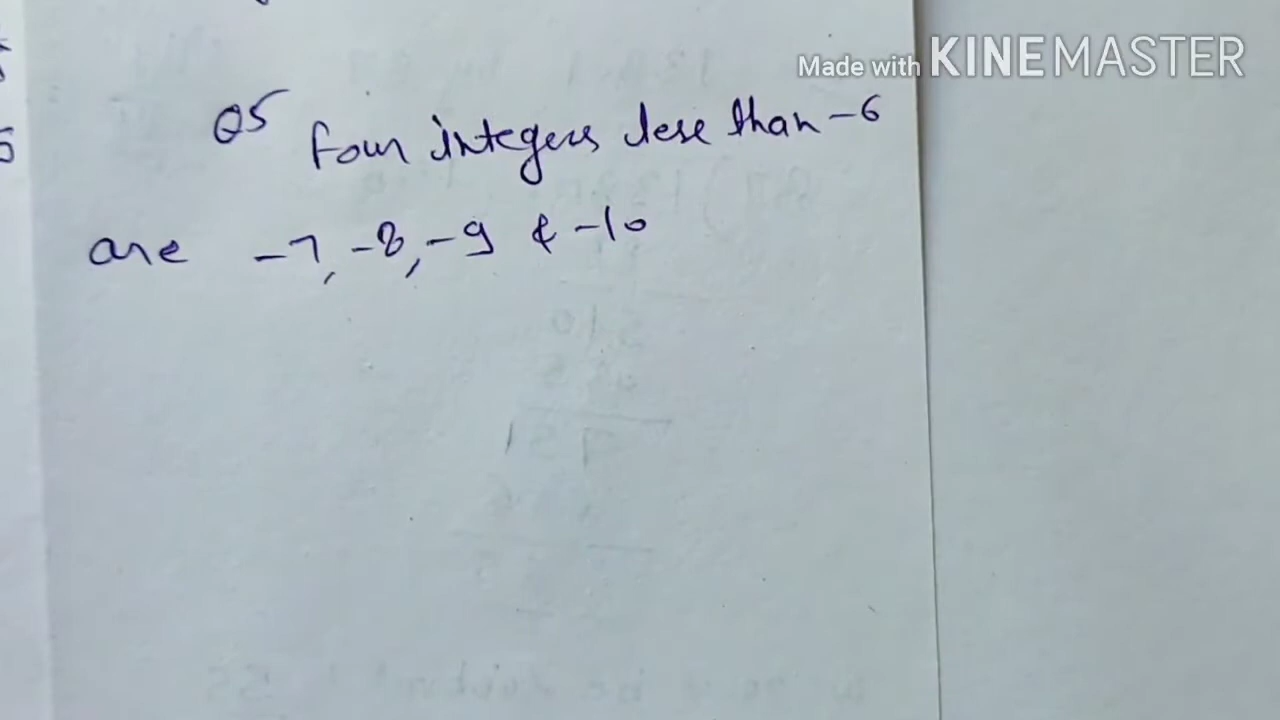 Made with KINEMASTER
Q5 Four integers less than -6
are -7, -8, -9 & -10